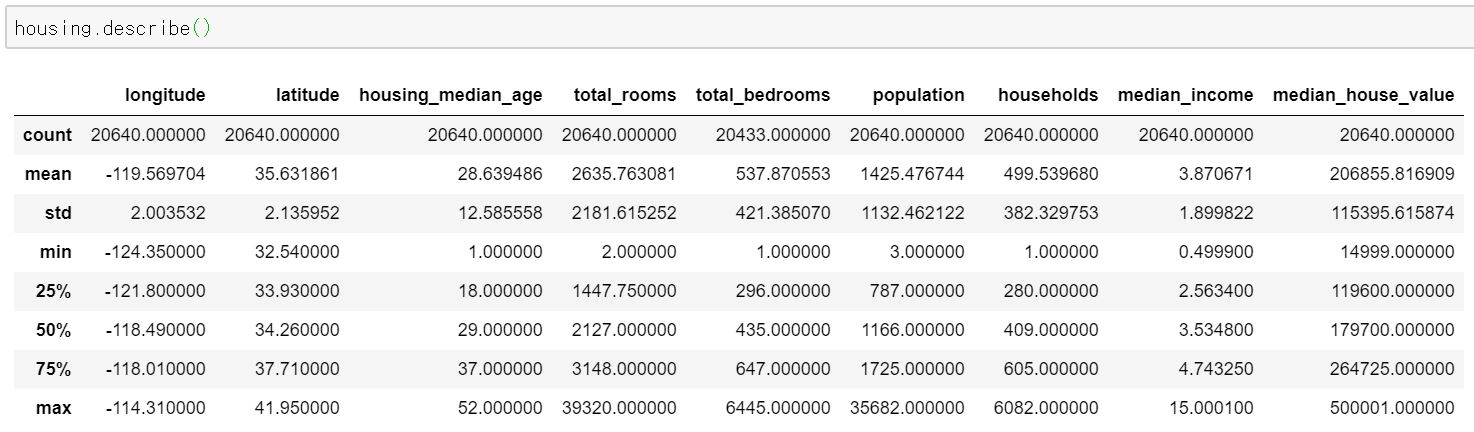 housing.describe()
longitude latitude housing_median_age total_rooms total_bedrooms population households median_income median_house_value
count 20640.000000 20640.000000 20640.000000 20640.000000 20433.000000 20640.000000 20640.000000 20640.000000 20640.000000
mean -119.569704 35.631861 28.639486 2635.763081 537.870553 1425.476744 499.539680 3.870671 206855.816909
std 2.003532 2.135952 12.585558 2181.615252 421.385070 1132.462122 382.329753 1.899822 115395.615874
min -124.350000 32.540000 1.000000 2.000000 1.000000 3.000000 1.000000 0.499900 14999.000000
25% -121.800000 33.930000 18.000000 1447.750000 296.000000 787.000000 280.000000 2.563400 119600.000000
50% -118.490000 34.260000 29.000000 2127.000000 435.000000 1166.000000 409.000000 3.534800 179700.000000
75% -118.010000 37.710000 37.000000 3148.000000 647.000000 1725.000000 605.000000 4.743250 264725.000000
max -114.310000 41.950000 52.000000 39320.000000 6445.000000 35682.000000 6082.000000 15.000100 500001.000000